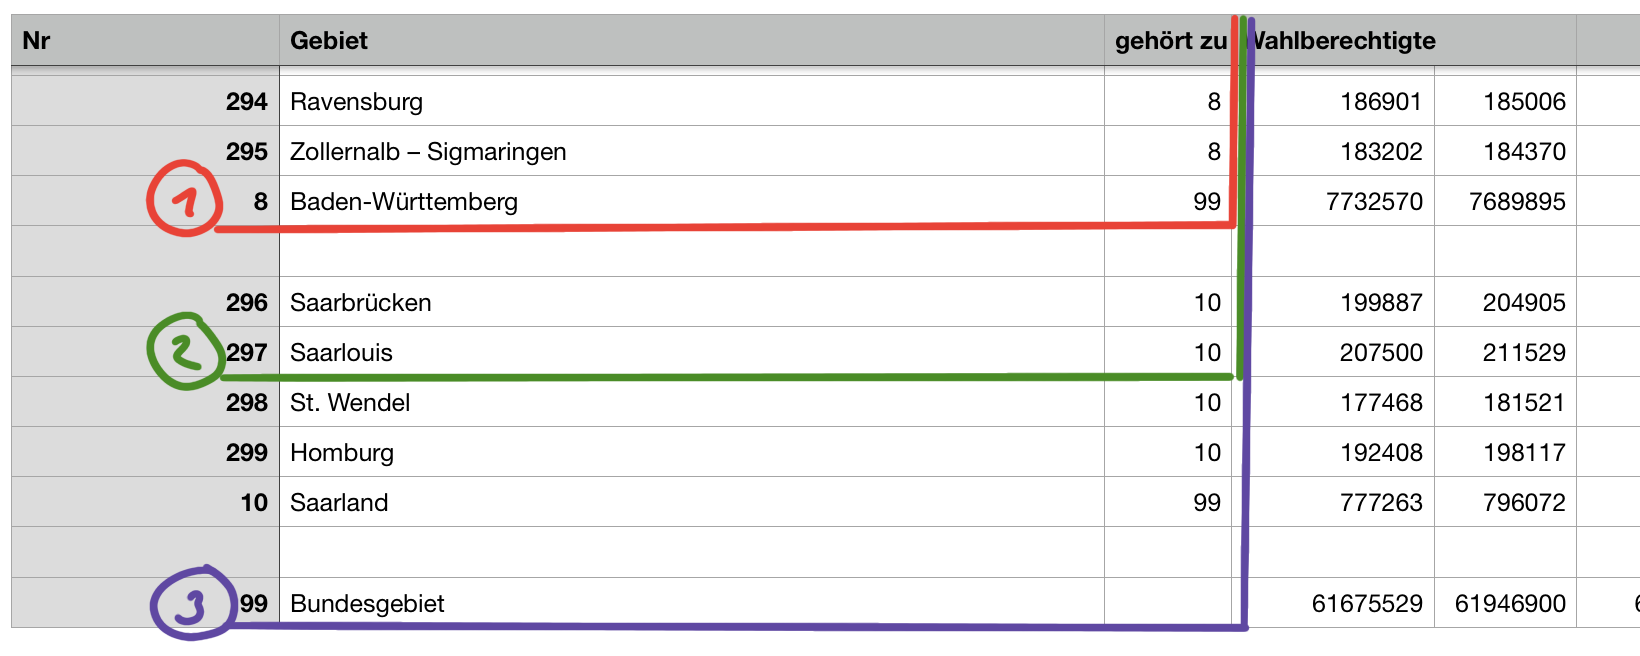 Nr Gebiet gehört zu Wahlberechtigte
294 Ravensburg 8 186901 185006
295 Zollernalb – Sigmaringen 8 183202 184370
1 8 Baden-Württemberg 99 7732570 7689895
296 Saarbrücken 10 199887 204905
2 297 Saarlouis 10 207500 211529
298 St. Wendel 10 177468 181521
299 Homburg 10 192408 198117
10 Saarland 99 777263 796072
3 99 Bundesgebiet 61675529 61946900